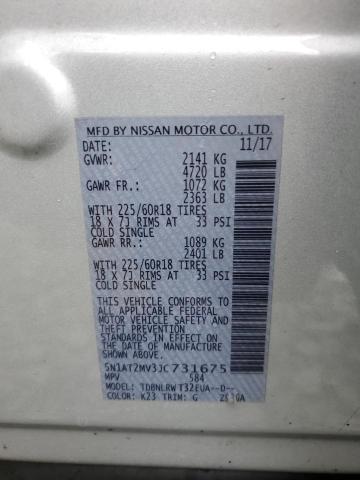 MFD BY NISSAN MOTOR CO., LTD.
DATE: 11/17
GVWR: 2141 KG
4720 LB
GAWR FR.: 1072 KG
2363 LB
WITH 225/60R18 TIRES
18 X 7J RIMS AT 33 PSI
COLD SINGLE
GAWR RR.: 1089 KG
2401 LB
WITH 225/60R18 TIRES
18 X 7J RIMS AT 33 PSI
COLD SINGLE
THIS VEHICLE CONFORMS TO
ALL APPLICABLE FEDERAL
MOTOR VEHICLE SAFETY AND
THEFT PREVENTION
STANDARDS IN EFFECT ON
THE DATE OF MANUFACTURE
SHOWN ABOVE.
5N1AT2MV3JC731675
MPV 584
MODEL: TDBNLRWT32EUA--D--
COLOR: K23 TRIM: G